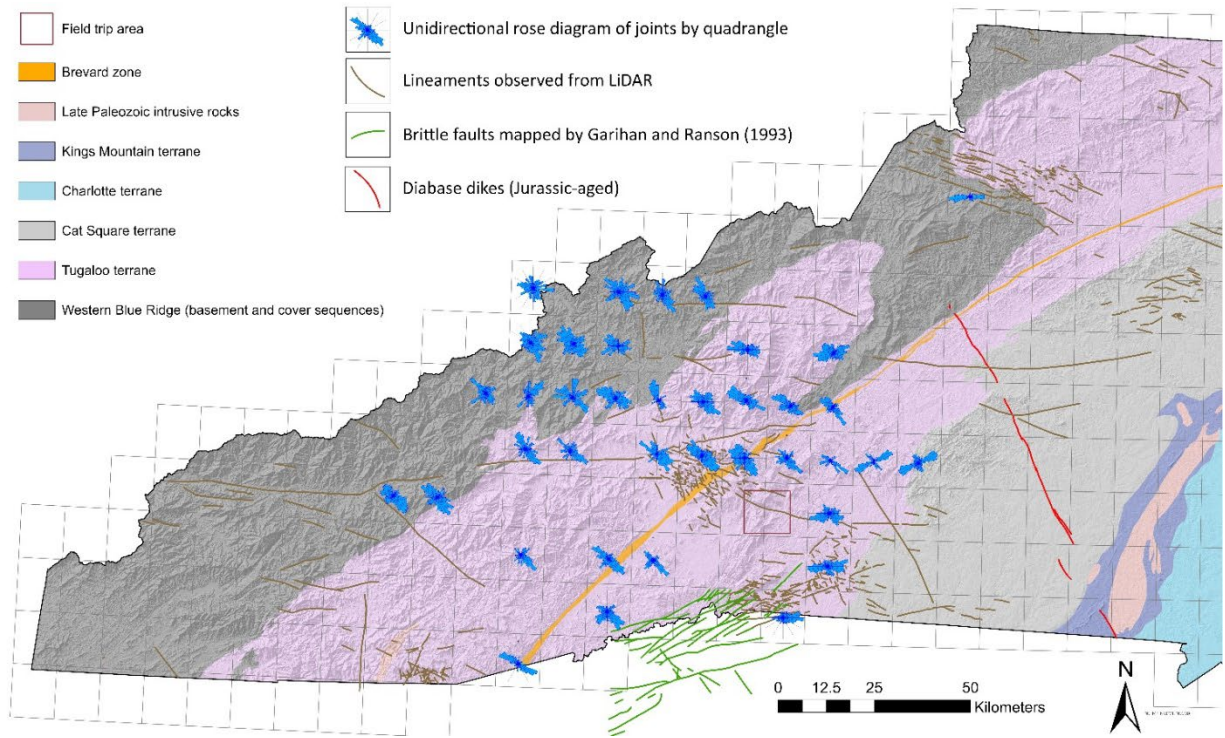 Field trip area
Brevard zone
Late Paleozoic intrusive rocks
Kings Mountain terrane
Charlotte terrane
Cat Square terrane
Tugaloo terrane
Western Blue Ridge (basement and cover sequences)
Unidirectional rose diagram of joints by quadrangle
Lineaments observed from LiDAR
Brittle faults mapped by Garihan and Ranson (1993)
Diabase dikes (Jurassic-aged)
0 12.5 25 50
Kilometers
N